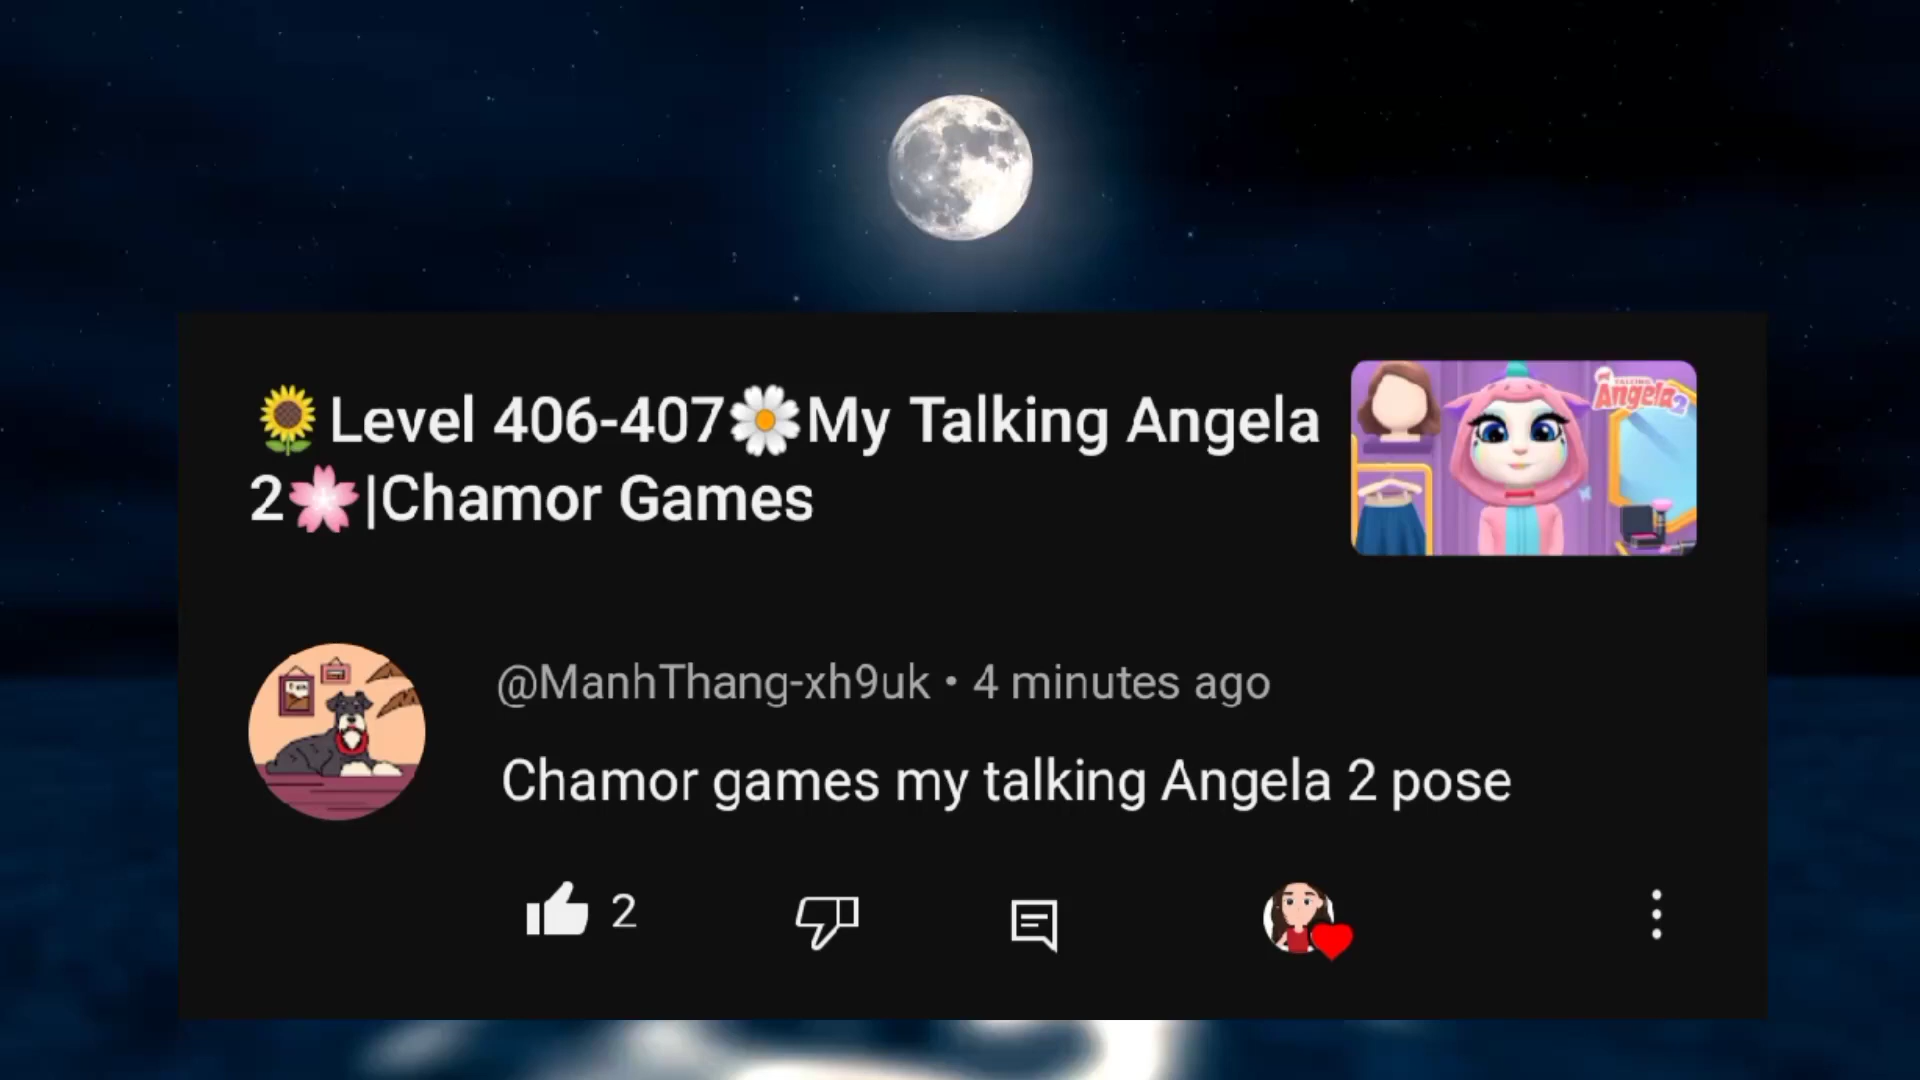 🌻Level 406-407🌼My Talking Angela
2🌸|Chamor Games
TALKING
Angela2
@ManhThang-xh9uk • 4 minutes ago
Chamor games my talking Angela 2 pose
2